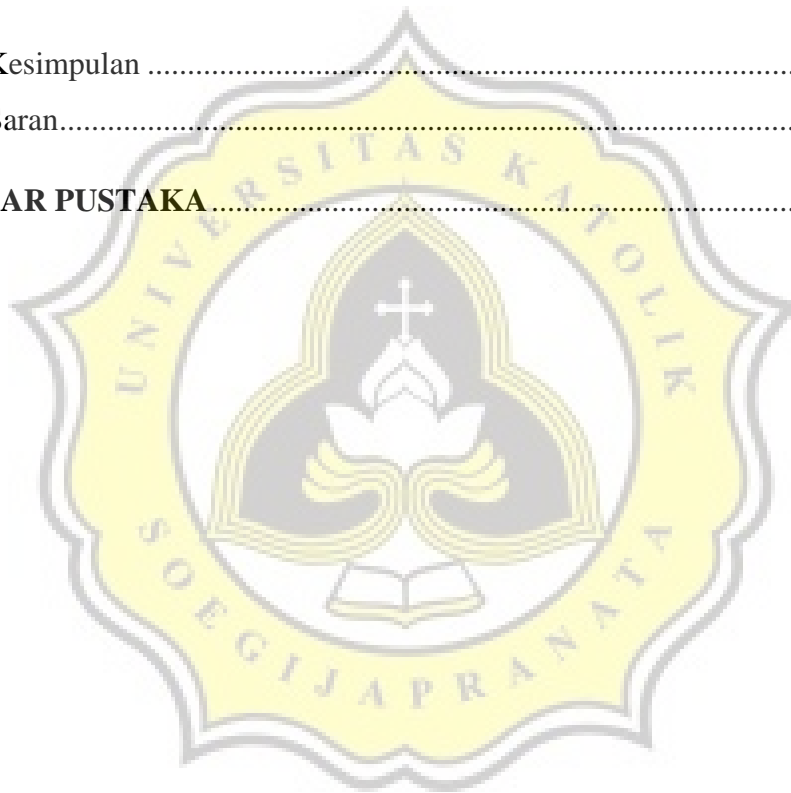 Kesimpulan ................................................................................
Saran...........................................................................................
AR PUSTAKA.........................................................................
UNIVERSITAS KATOLIK
SOEGIJAPRANATA